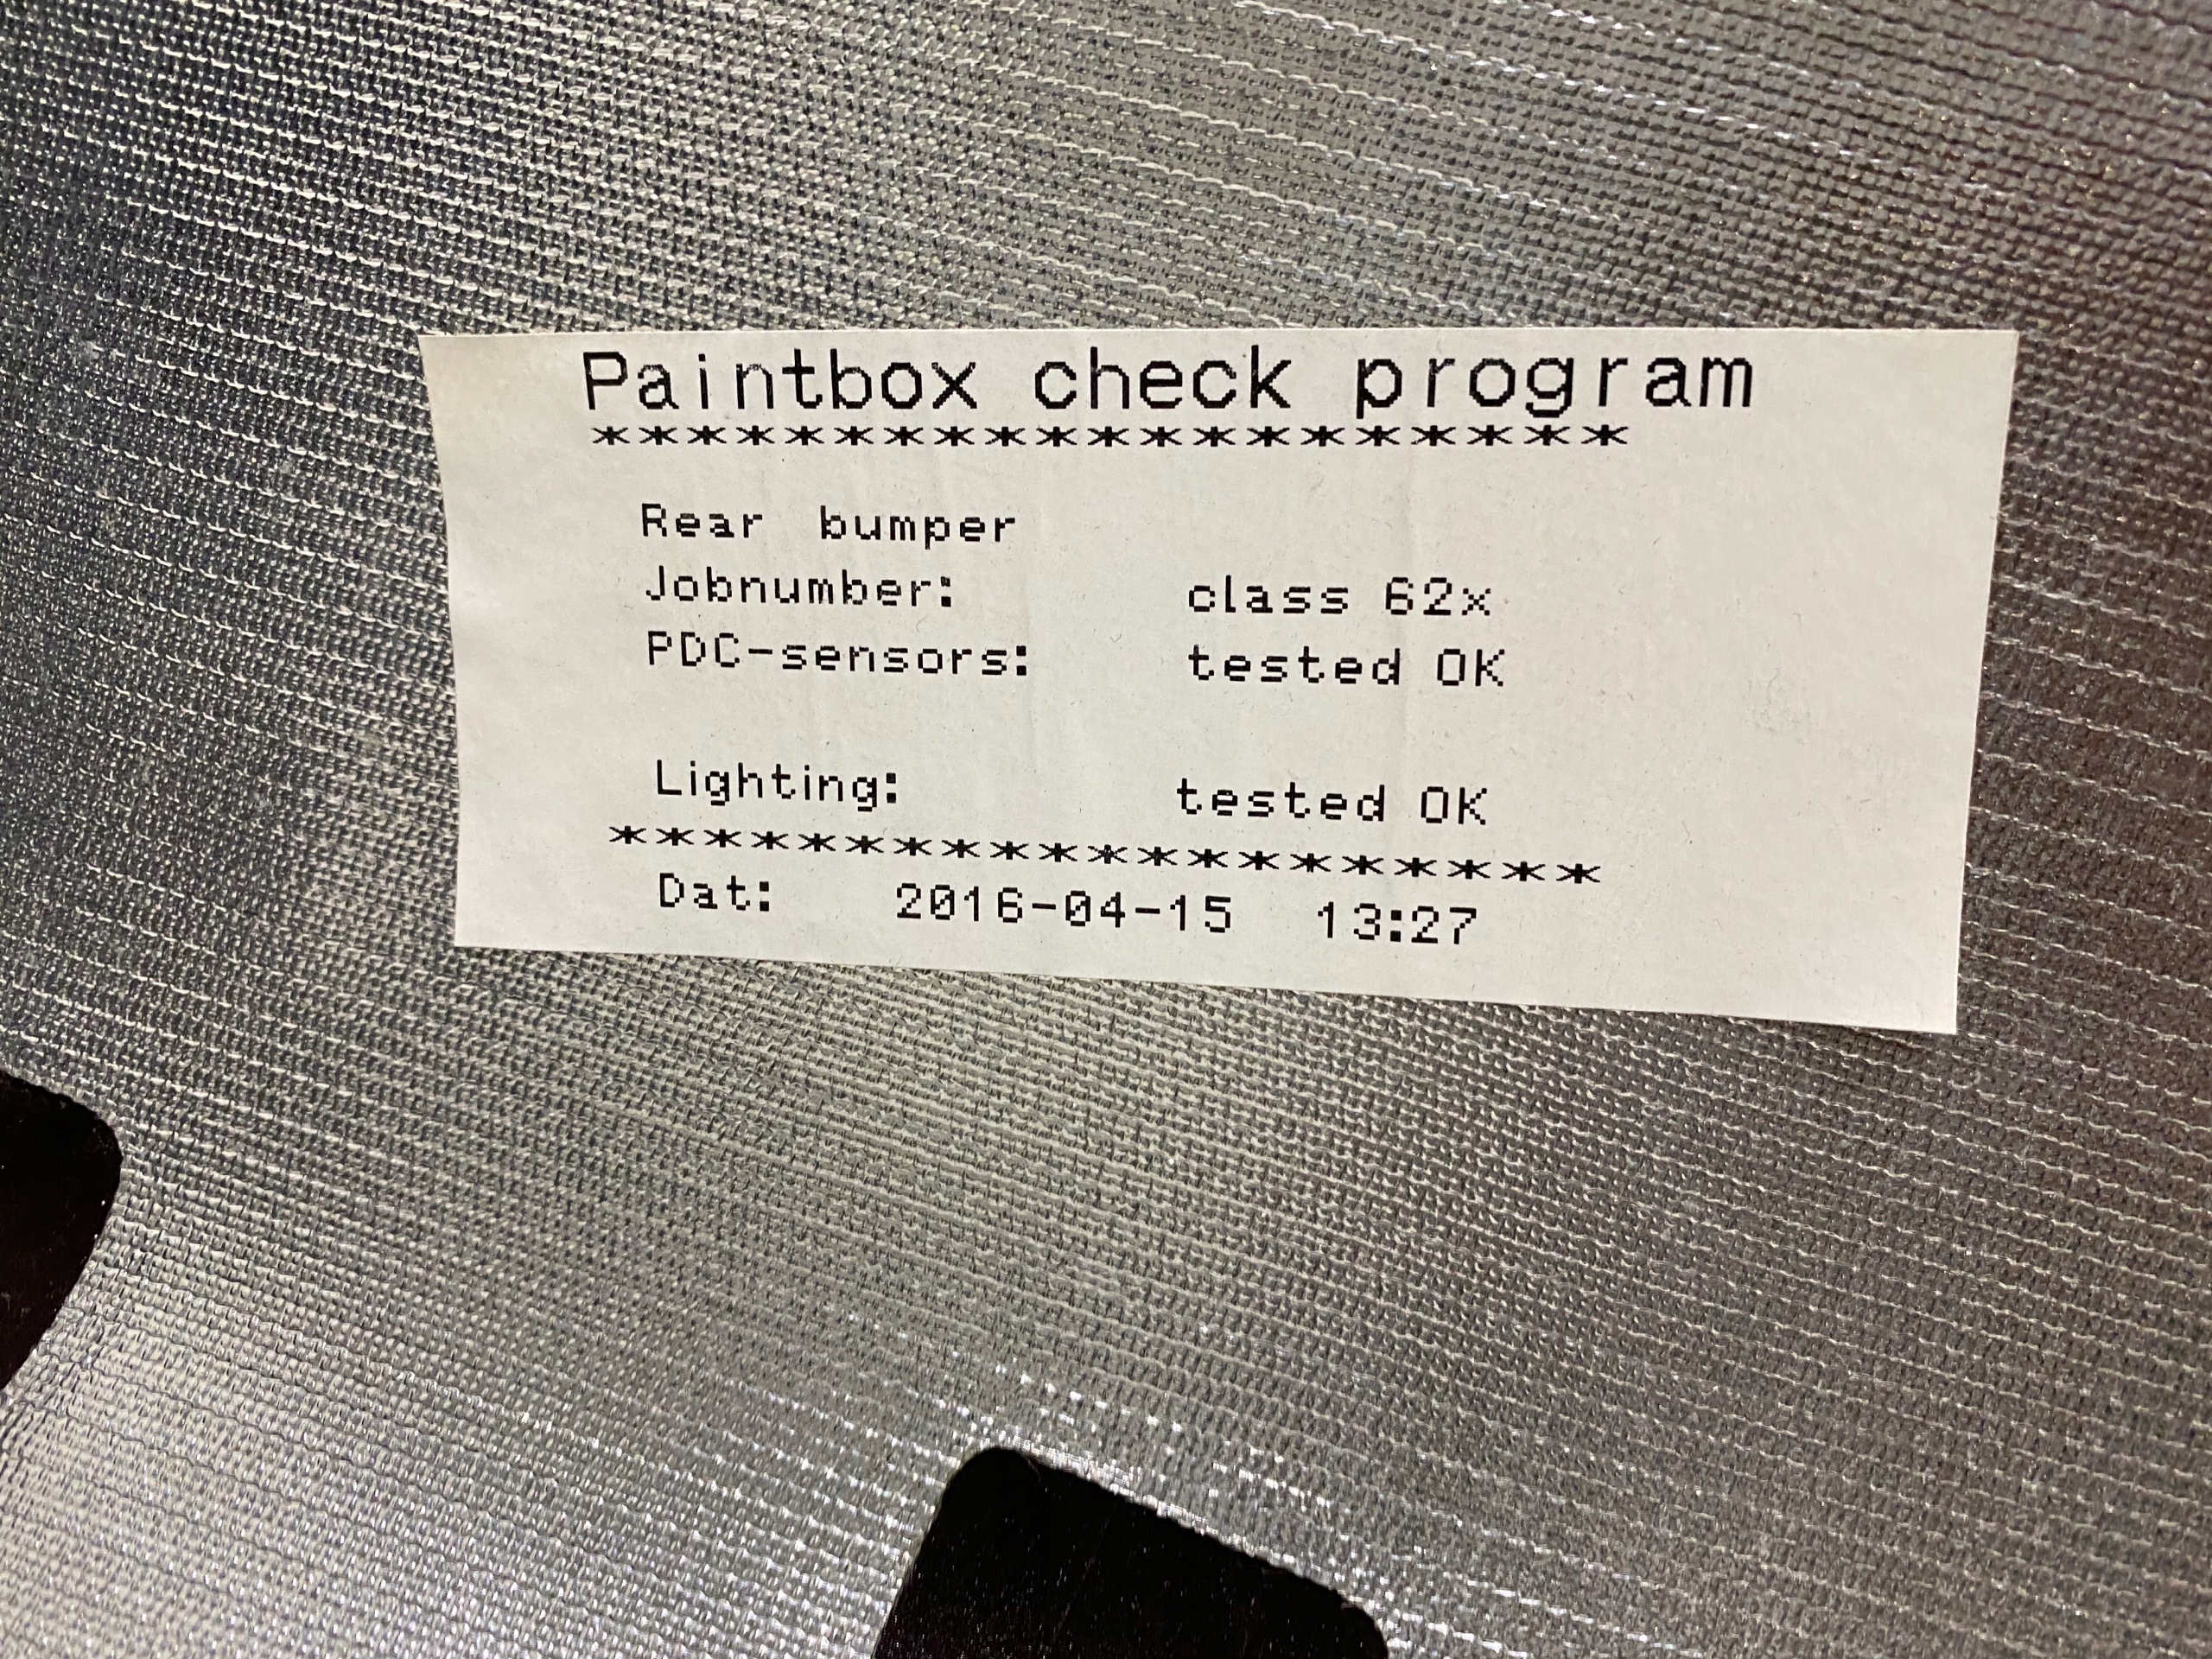 Paintbox check program
*********************
Rear bumper
Jobnumber: class 62x
PDC-sensors: tested OK
Lighting: tested OK
*********************
Dat: 2016-04-15 13:27